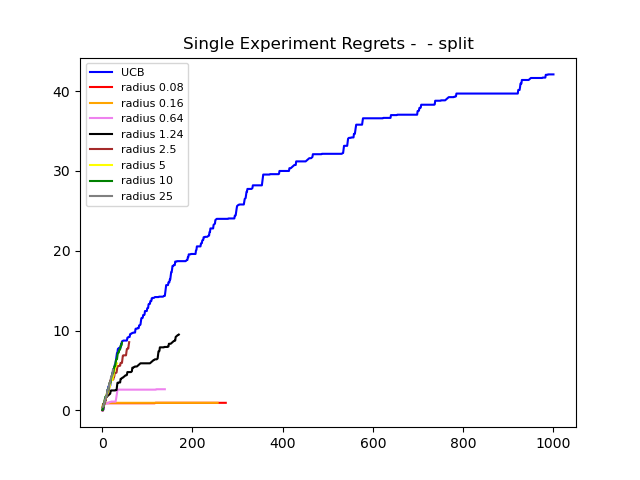 Single Experiment Regrets -  - split
UCB
radius 0.08
radius 0.16
radius 0.64
radius 1.24
radius 2.5
radius 5
radius 10
radius 25
40
30
20
10
0
0 200 400 600 800 1000